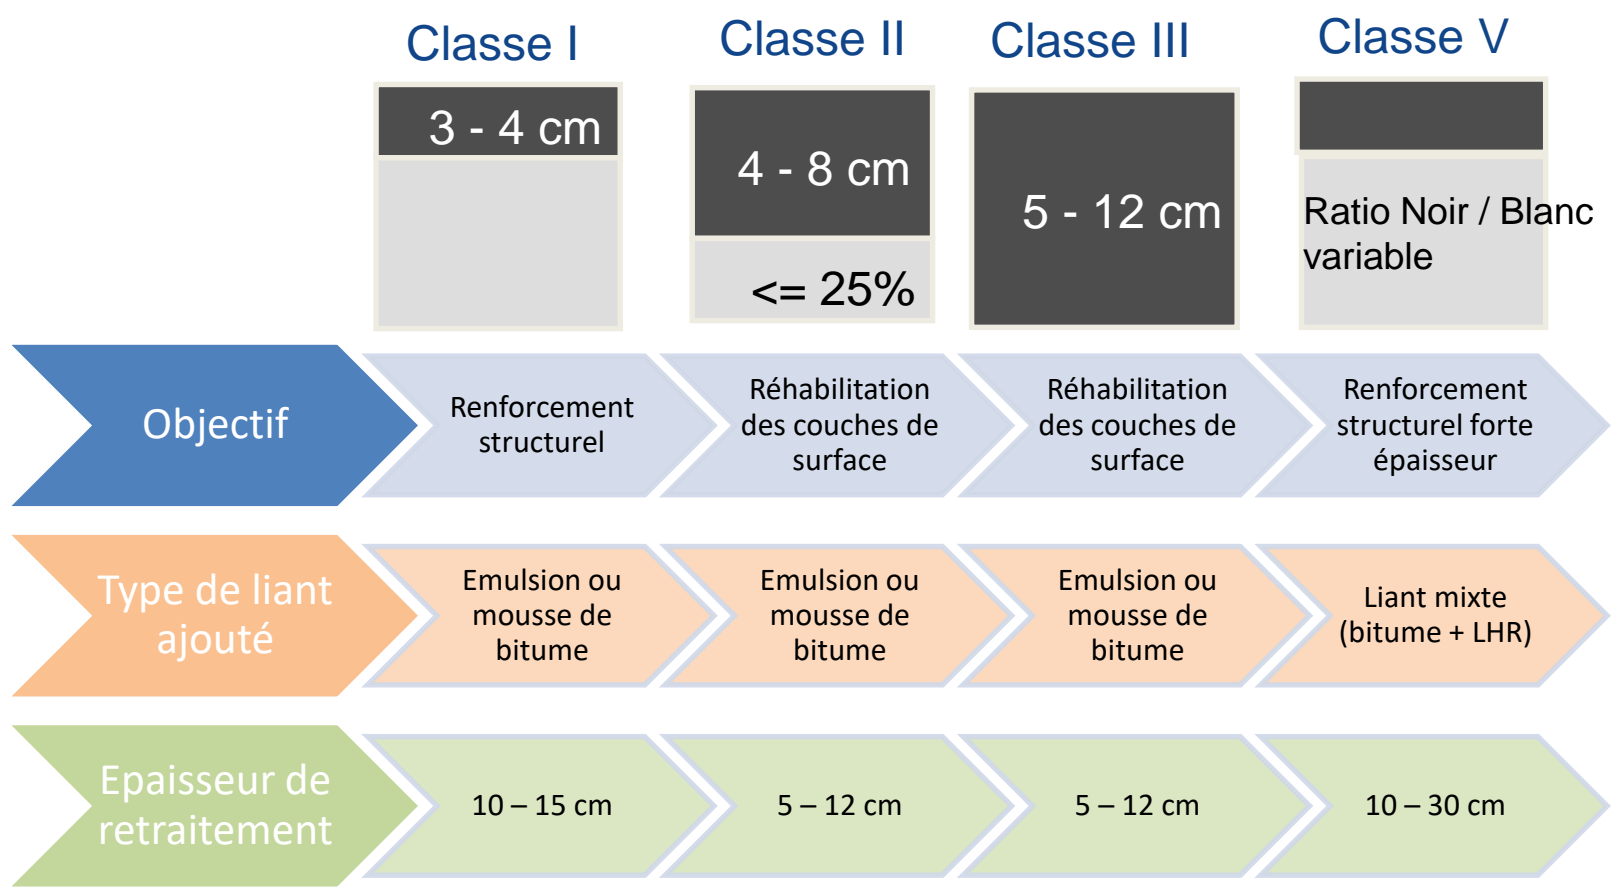 Classe I
Classe II
Classe III
Classe V
3 - 4 cm
4 - 8 cm
<= 25%
5 - 12 cm
Ratio Noir / Blanc
variable
Objectif
Renforcement
structurel
Réhabilitation
des couches de
surface
Réhabilitation
des couches de
surface
Renforcement
structurel forte
épaisseur
Type de liant
ajouté
Emulsion ou
mousse de
bitume
Emulsion ou
mousse de
bitume
Emulsion ou
mousse de
bitume
Liant mixte
(bitume + LHR)
Epaisseur de
retraitement
10 – 15 cm
5 – 12 cm
5 – 12 cm
10 – 30 cm